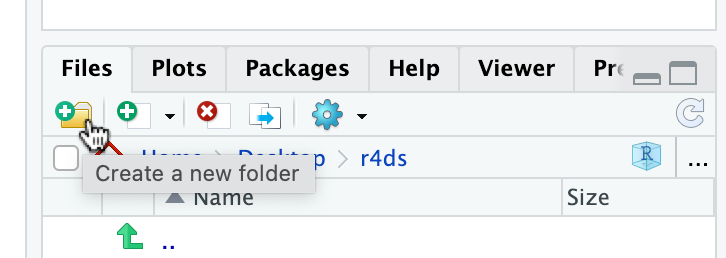 Files Plots Packages Help Viewer
Home Desktop r4ds R ...
Create a new folder
Name Size
..